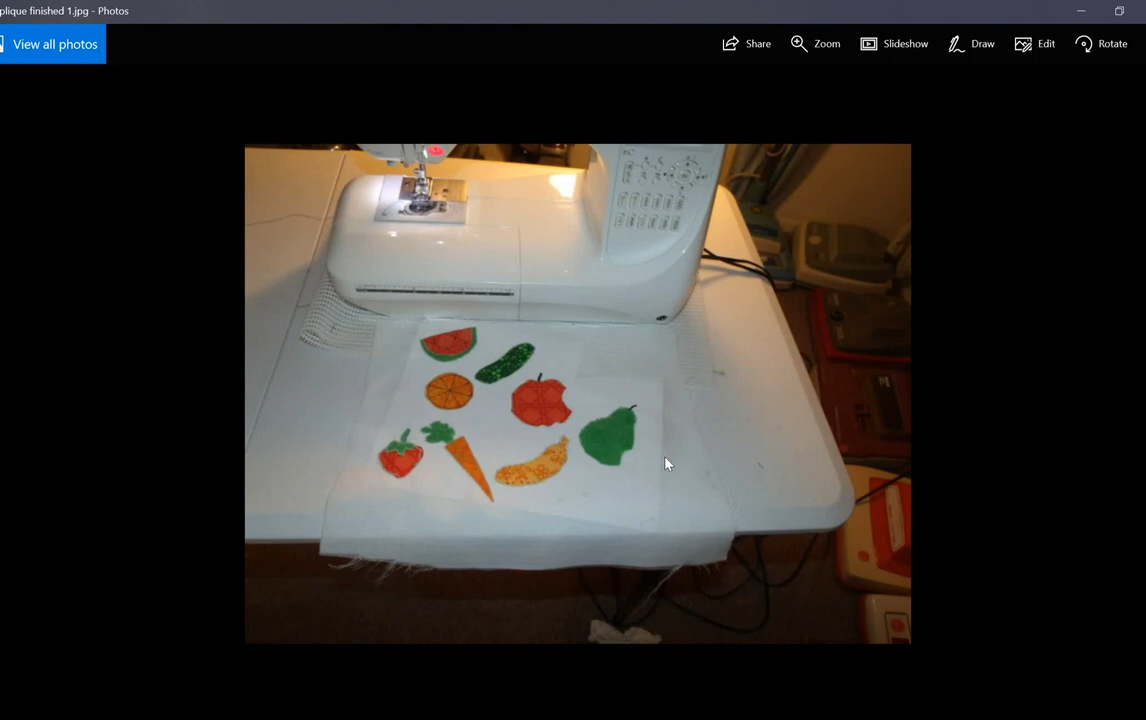 plique finished 1.jpg - Photos
View all photos
Share
Zoom
Slideshow
Draw
Edit
Rotate